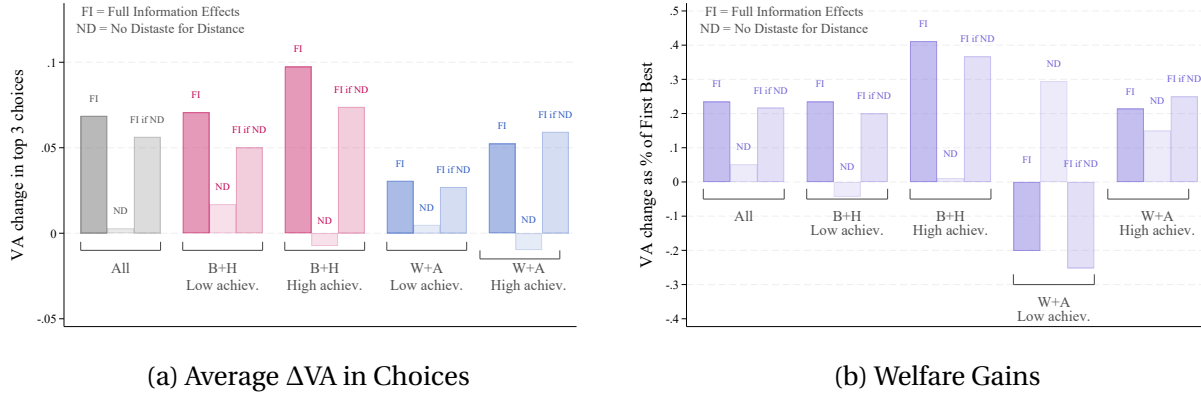 FI = Full Information Effects
ND = No Distaste for Distance
VA change in top 3 choices
.1
.05
0
-.05
FI
ND
FI if ND
FI
ND
FI if ND
FI
ND
FI if ND
FI
ND
FI if ND
FI
ND
FI if ND
All
B+H
Low achiev.
B+H
High achiev.
W+A
Low achiev.
W+A
High achiev.
(a) Average ΔVA in Choices
FI = Full Information Effects
ND = No Distaste for Distance
VA change as % of First Best
.5
.4
.3
.2
.1
0
-.1
-.2
-.3
-.4
FI
ND
FI if ND
FI
ND
FI if ND
FI
ND
FI if ND
FI
ND
FI if ND
FI
ND
FI if ND
All
B+H
Low achiev.
B+H
High achiev.
W+A
Low achiev.
W+A
High achiev.
(b) Welfare Gains